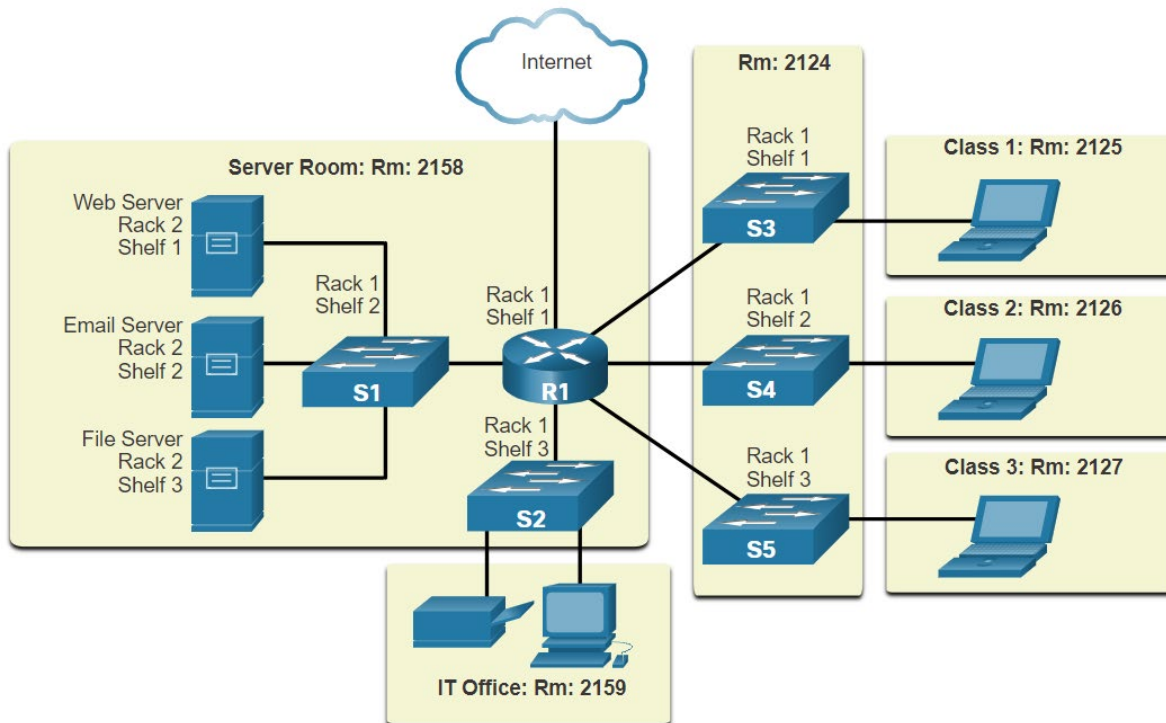 Internet
Rm: 2124
Rack 1
Shelf 1
S3
Class 1: Rm: 2125
Server Room: Rm: 2158
Web Server
Rack 2
Shelf 1
Rack 1
Shelf 2
Email Server
Rack 2
Shelf 2
S1
Rack 1
Shelf 1
R1
Rack 1
Shelf 2
S4
Class 2: Rm: 2126
File Server
Rack 2
Shelf 3
Rack 1
Shelf 3
S2
Rack 1
Shelf 3
S5
Class 3: Rm: 2127
IT Office: Rm: 2159